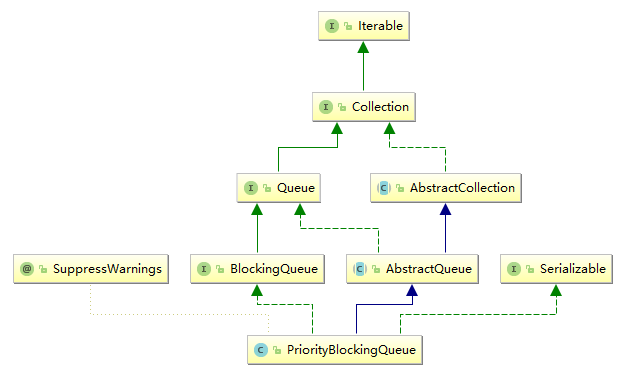 I Iterable
I Collection
I Queue
C AbstractCollection
@ SuppressWarnings
I BlockingQueue
C AbstractQueue
I Serializable
C PriorityBlockingQueue